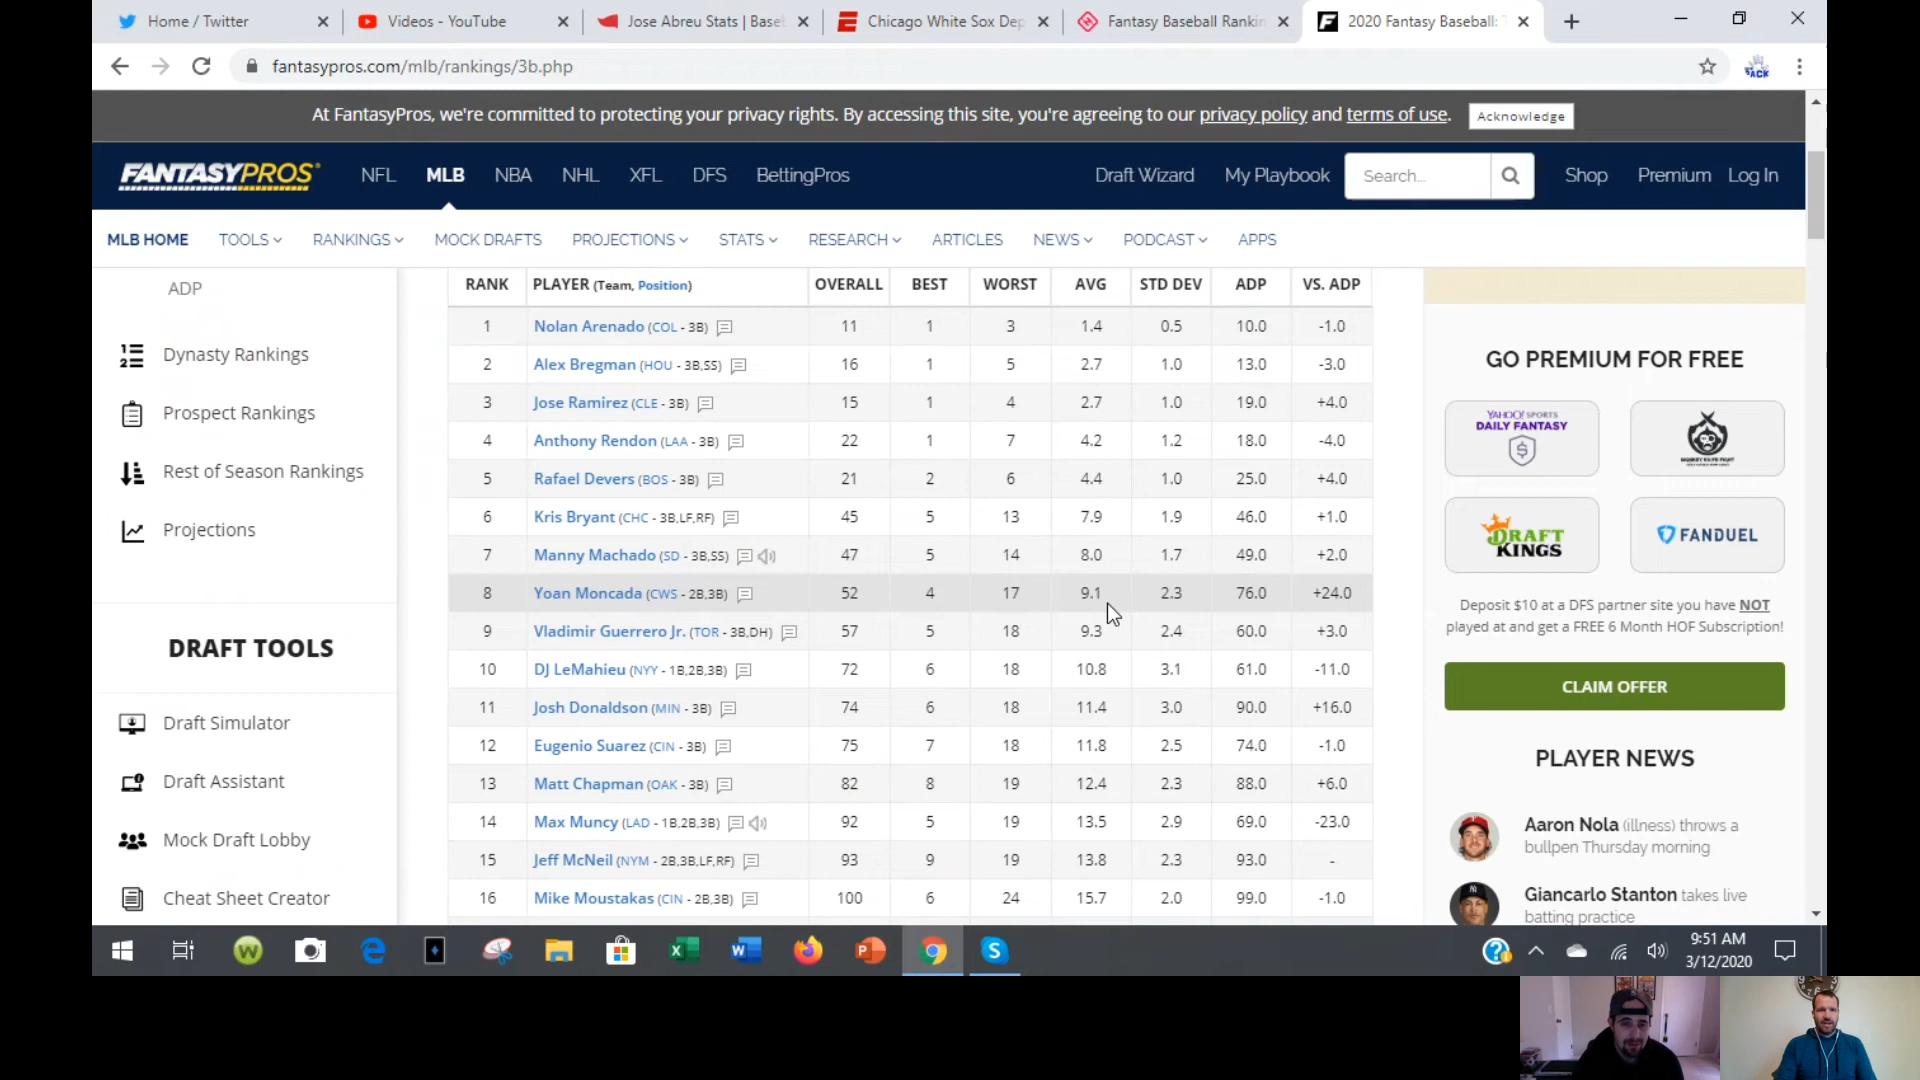 Home / Twitter
Videos - YouTube
Jose Abreu Stats | Baseb
Chicago White Sox Dep
Fantasy Baseball Rankin
2020 Fantasy Baseball: T
fantasypros.com/mlb/rankings/3b.php
At FantasyPros, we're committed to protecting your privacy rights. By accessing this site, you're agreeing to our privacy policy and terms of use.
Acknowledge
FANTASYPROS
NFL MLB NBA NHL XFL DFS BettingPros
Draft Wizard My Playbook Search... Shop Premium Log In
MLB HOME TOOLS RANKINGS MOCK DRAFTS PROJECTIONS STATS RESEARCH ARTICLES NEWS PODCAST APPS
ADP
Dynasty Rankings
Prospect Rankings
Rest of Season Rankings
Projections
DRAFT TOOLS
Draft Simulator
Draft Assistant
Mock Draft Lobby
Cheat Sheet Creator
RANK PLAYER (Team, Position) OVERALL BEST WORST AVG STD DEV ADP VS. ADP
1 Nolan Arenado (COL - 3B) 11 1 3 1.4 0.5 10.0 -1.0
2 Alex Bregman (HOU - 3B,SS) 16 1 5 2.7 1.0 13.0 -3.0
3 Jose Ramirez (CLE - 3B) 15 1 4 2.7 1.0 19.0 +4.0
4 Anthony Rendon (LAA - 3B) 22 1 7 4.2 1.2 18.0 -4.0
5 Rafael Devers (BOS - 3B) 21 2 6 4.4 1.0 25.0 +4.0
6 Kris Bryant (CHC - 3B,LF,RF) 45 5 13 7.9 1.9 46.0 +1.0
7 Manny Machado (SD - 3B,SS) 47 5 14 8.0 1.7 49.0 +2.0
8 Yoan Moncada (CWS - 2B,3B) 52 4 17 9.1 2.3 76.0 +24.0
9 Vladimir Guerrero Jr. (TOR - 3B,DH) 57 5 18 9.3 2.4 60.0 +3.0
10 DJ LeMahieu (NYY - 1B,2B,3B) 72 6 18 10.8 3.1 61.0 -11.0
11 Josh Donaldson (MIN - 3B) 74 6 18 11.4 3.0 90.0 +16.0
12 Eugenio Suarez (CIN - 3B) 75 7 18 11.8 2.5 74.0 -1.0
13 Matt Chapman (OAK - 3B) 82 8 19 12.4 2.3 88.0 +6.0
14 Max Muncy (LAD - 1B,2B,3B) 92 5 19 13.5 2.9 69.0 -23.0
15 Jeff McNeil (NYM - 2B,3B,LF,RF) 93 9 19 13.8 2.3 93.0 -
16 Mike Moustakas (CIN - 2B,3B) 100 6 24 15.7 2.0 99.0 -1.0
GO PREMIUM FOR FREE
YAHOO! SPORTS
DAILY FANTASY
MONKEY KNIFE FIGHT
DRAFT
KINGS
FANDUEL
Deposit $10 at a DFS partner site you have NOT
played at and get a FREE 6 Month HOF Subscription!
CLAIM OFFER
PLAYER NEWS
Aaron Nola (illness) throws a
bullpen Thursday morning
Giancarlo Stanton takes live
batting practice
9:51 AM
3/12/2020